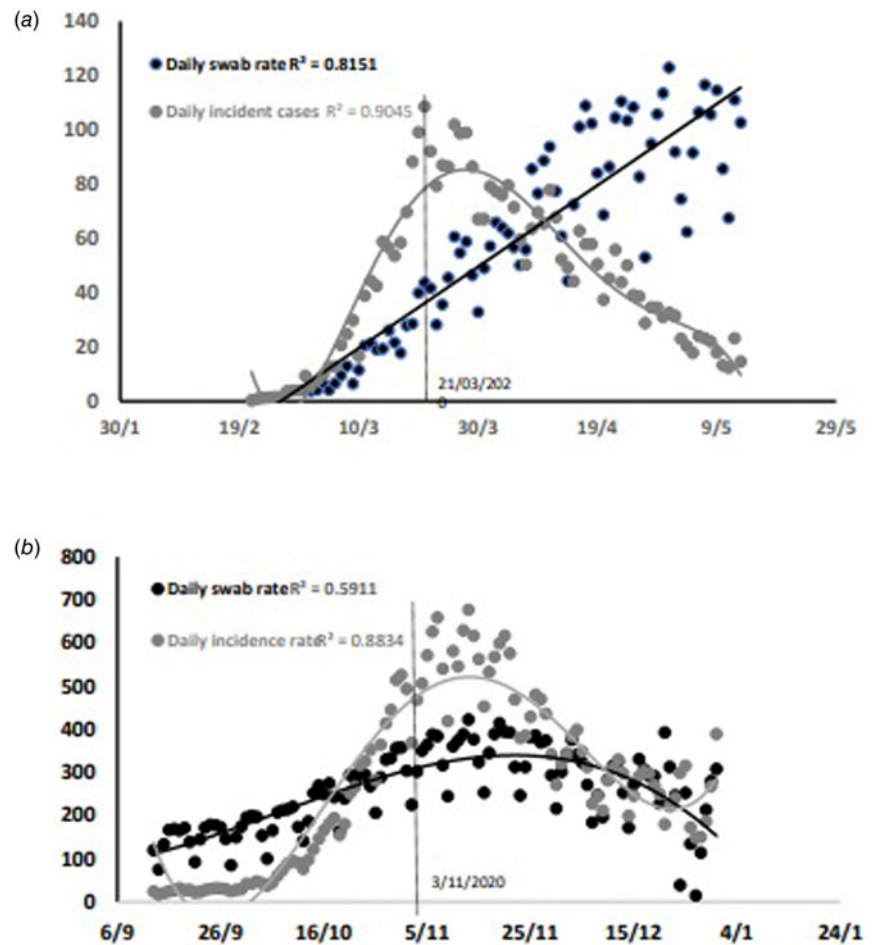 (a)
140
120
100
80
60
40
20
0
Daily swab rate R² = 0.8151
Daily incident cases R² = 0.9045
21/03/202
0
30/1 19/2 10/3 30/3 19/4 9/5 29/5
(b)
800
700
600
500
400
300
200
100
0
Daily swab rate R² = 0.5911
Daily incidence rate R² = 0.8834
3/11/2020
6/9 26/9 16/10 5/11 25/11 15/12 4/1 24/1